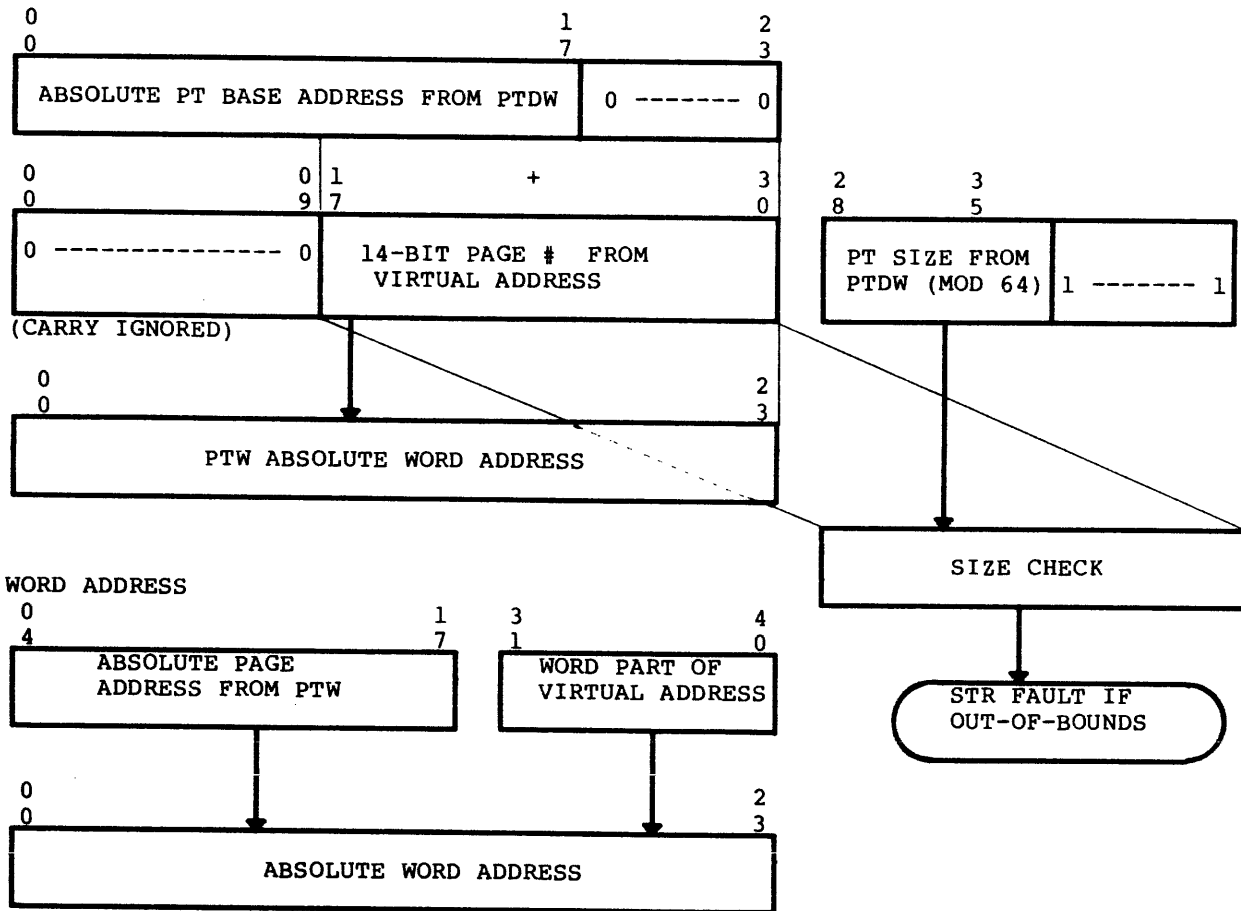 0 1 2
0 7 3
ABSOLUTE PT BASE ADDRESS FROM PTDW 0 ------- 0
0 0 1 + 3 2 3
0 9 7 0 8 5
0 --------------- 0
14-BIT PAGE # FROM
VIRTUAL ADDRESS
PT SIZE FROM
PTDW (MOD 64) 1 ------- 1
(CARRY IGNORED)
0 2
0 3
PTW ABSOLUTE WORD ADDRESS
SIZE CHECK
WORD ADDRESS
0 1 3 4
4 7 1 0
ABSOLUTE PAGE
ADDRESS FROM PTW
WORD PART OF
VIRTUAL ADDRESS
STR FAULT IF
OUT-OF-BOUNDS
0 2
0 3
ABSOLUTE WORD ADDRESS